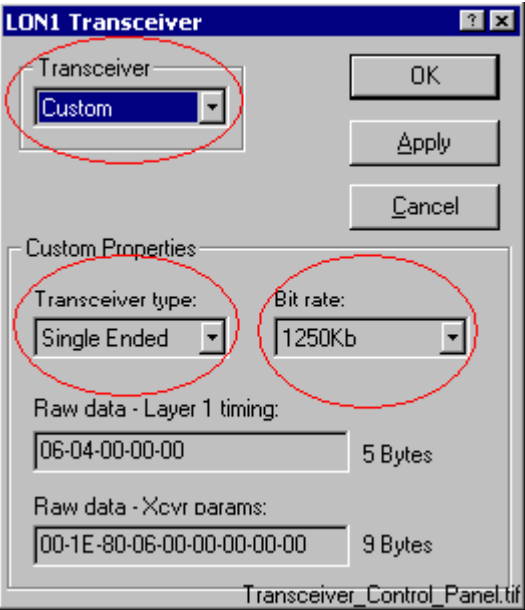 LON1 Transceiver
Transceiver
Custom
OK
Apply
Cancel
Custom Properties
Transceiver type:
Bit rate:
Single Ended
1250Kb
Raw data - Layer 1 timing:
06-04-00-00-00
5 Bytes
Raw data - Xcvr params:
00-1E-80-06-00-00-00-00-00
9 Bytes
Transceiver_Control_Panel.tif